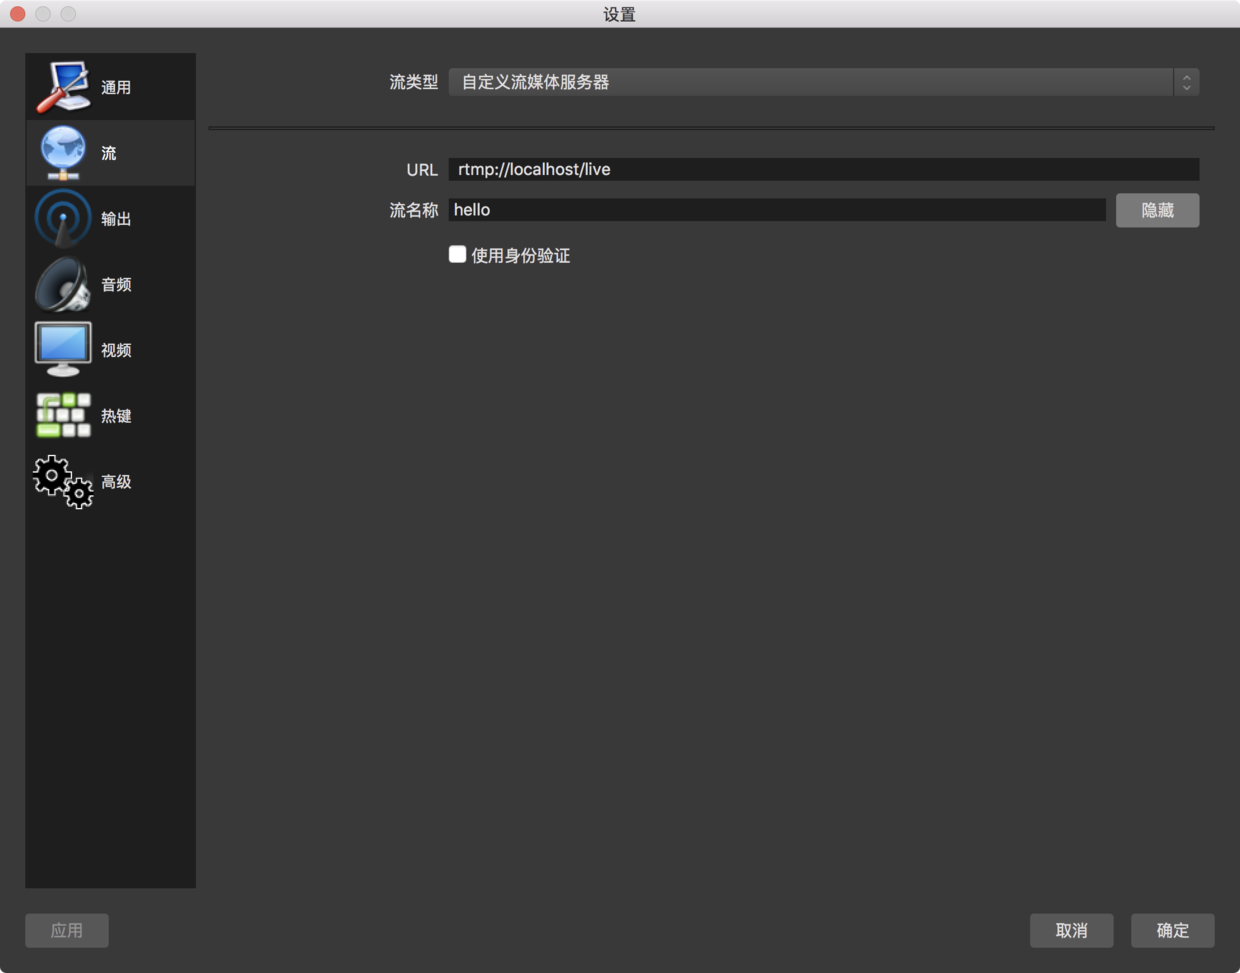 设置
通用
流
输出
音频
视频
热键
高级
流类型 自定义流媒体服务器
URL rtmp://localhost/live
流名称 hello 隐藏
使用身份验证
应用 取消 确定